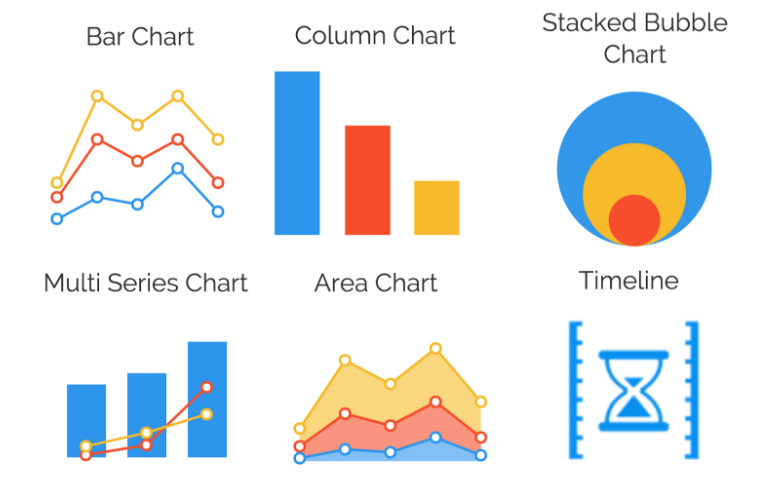 Bar Chart
Column Chart
Stacked Bubble
Chart
Multi Series Chart
Area Chart
Timeline